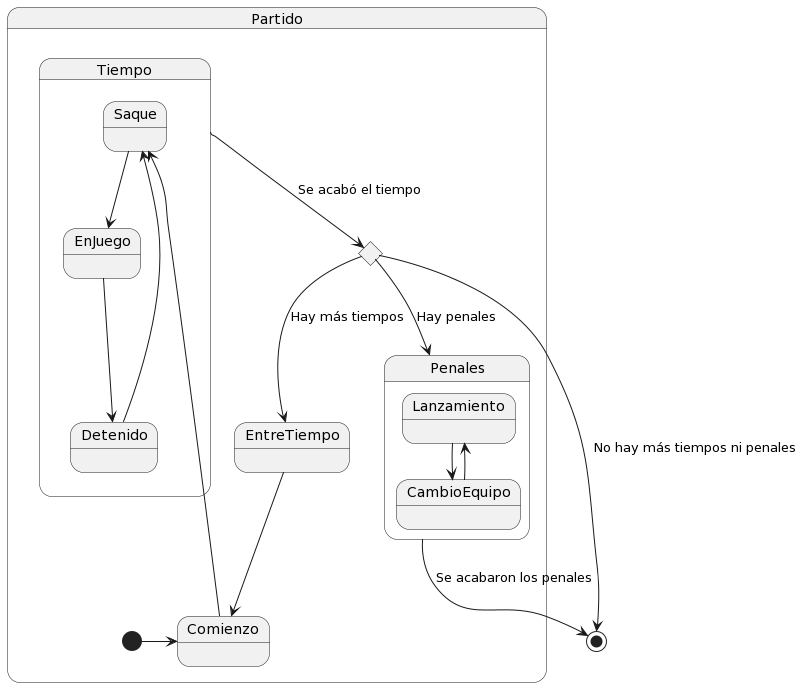 Partido
Tiempo
Saque
Se acabó el tiempo
EnJuego
Hay más tiempos
Hay penales
Penales
Lanzamiento
Detenido
EntreTiempo
No hay más tiempos ni penales
CambioEquipo
Se acabaron los penales
Comienzo